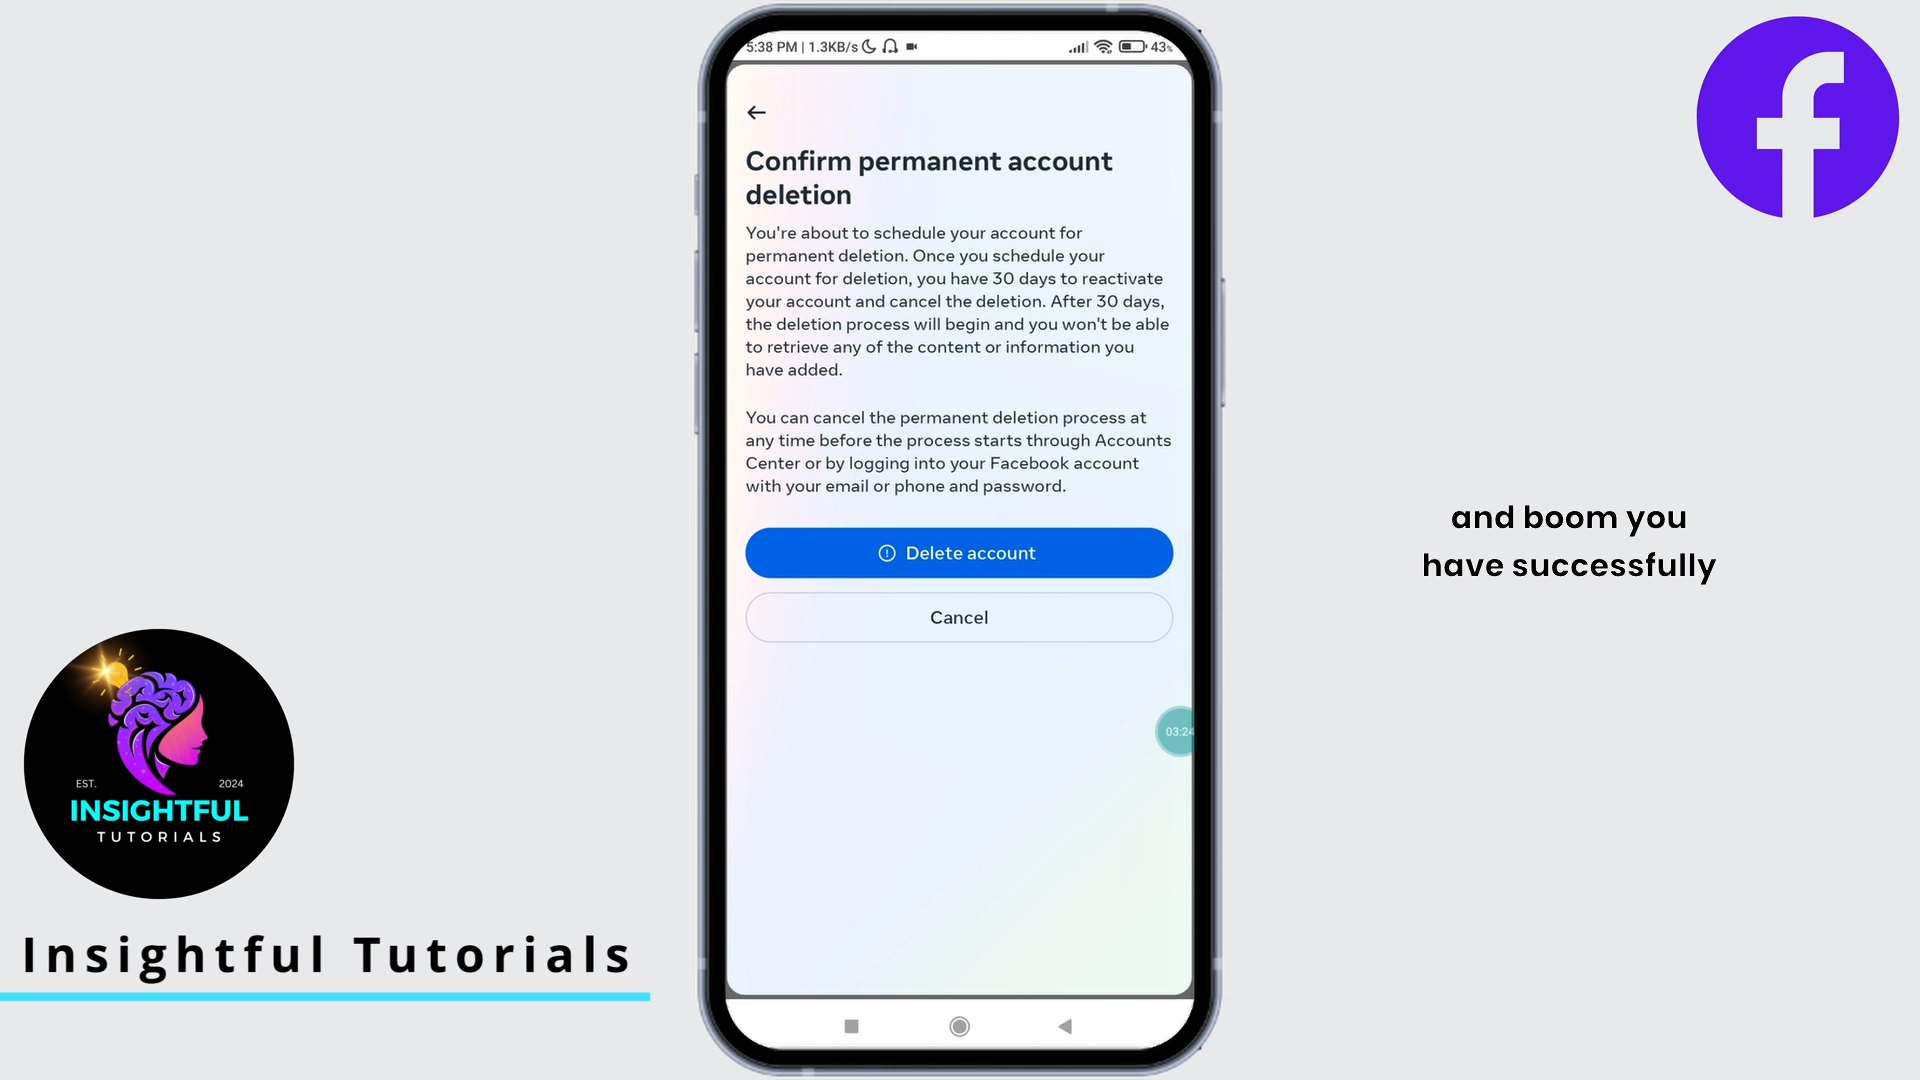 5:38 PM | 1.3KB/s
43%
Confirm permanent account
deletion
You're about to schedule your account for
permanent deletion. Once you schedule your
account for deletion, you have 30 days to reactivate
your account and cancel the deletion. After 30 days,
the deletion process will begin and you won't be able
to retrieve any of the content or information you
have added.
You can cancel the permanent deletion process at
any time before the process starts through Accounts
Center or by logging into your Facebook account
with your email or phone and password.
Delete account
Cancel
03:24
and boom you
have successfully
EST.
2024
INSIGHTFUL
TUTORIALS
Insightful Tutorials